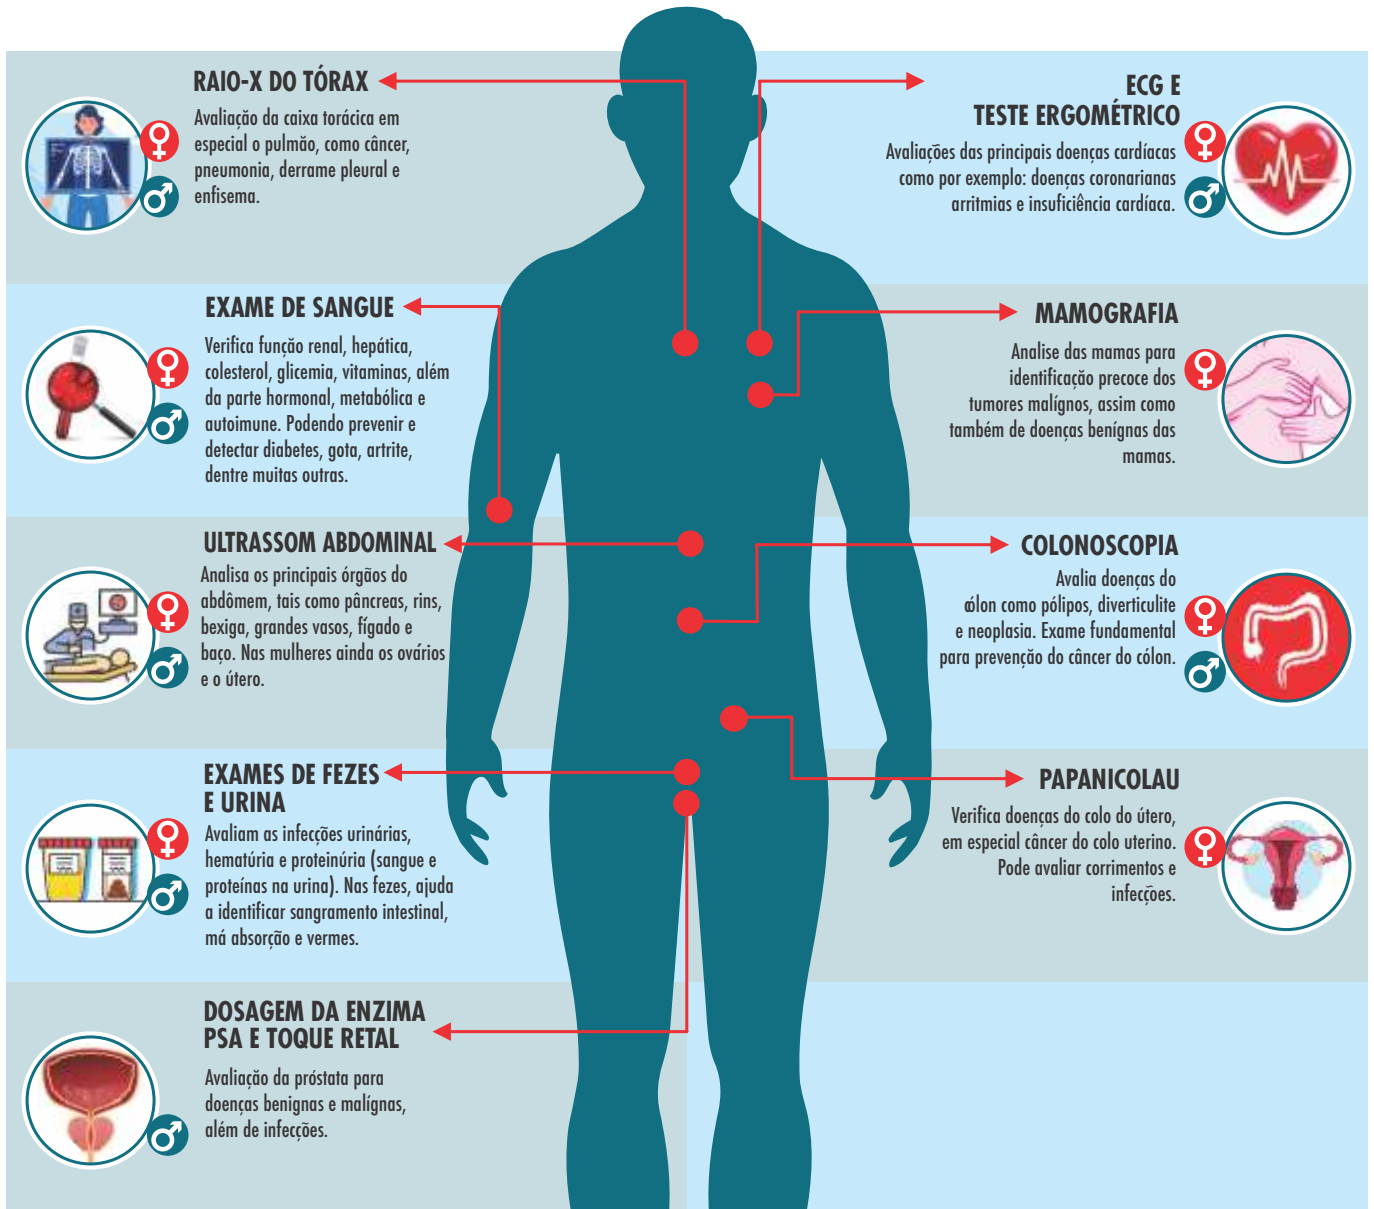 RAIO-X DO TÓRAX
Avaliação da caixa torácica em
especial o pulmão, como câncer,
pneumonia, derrame pleural e
enfisema.
EXAME DE SANGUE
Verifica função renal, hepática,
colesterol, glicemia, vitaminas, além
da parte hormonal, metabólica e
autoimune. Podendo prevenir e
detectar diabetes, gota, artrite,
dentre muitas outras.
ULTRASSOM ABDOMINAL
Analisa os principais órgãos do
abdômem, tais como pâncreas, rins,
bexiga, grandes vasos, fígado e
baço. Nas mulheres ainda os ovários
e o útero.
EXAMES DE FEZES
E URINA
Avaliam as infecções urinárias,
hematúria e proteinúria (sangue e
proteínas na urina). Nas fezes, ajuda
a identificar sangramento intestinal,
má absorção e vermes.
DOSAGEM DA ENZIMA
PSA E TOQUE RETAL
Avaliação da próstata para
doenças benignas e malígnas,
além de infecções.
ECG E
TESTE ERGOMÉTRICO
Avaliações das principais doenças cardíacas
como por exemplo: doenças coronarianas
arritmias e insuficiência cardíaca.
MAMOGRAFIA
Analise das mamas para
identificação precoce dos
tumores malígnos, assim como
também de doenças benígnas das
mamas.
COLONOSCOPIA
Avalia doenças do
cólon como pólipos, diverticulite
e neoplasia. Exame fundamental
para prevenção do câncer do cólon.
PAPANICOLAU
Verifica doenças do colo do útero,
em especial câncer do colo uterino.
Pode avaliar corrimentos e
infecções.